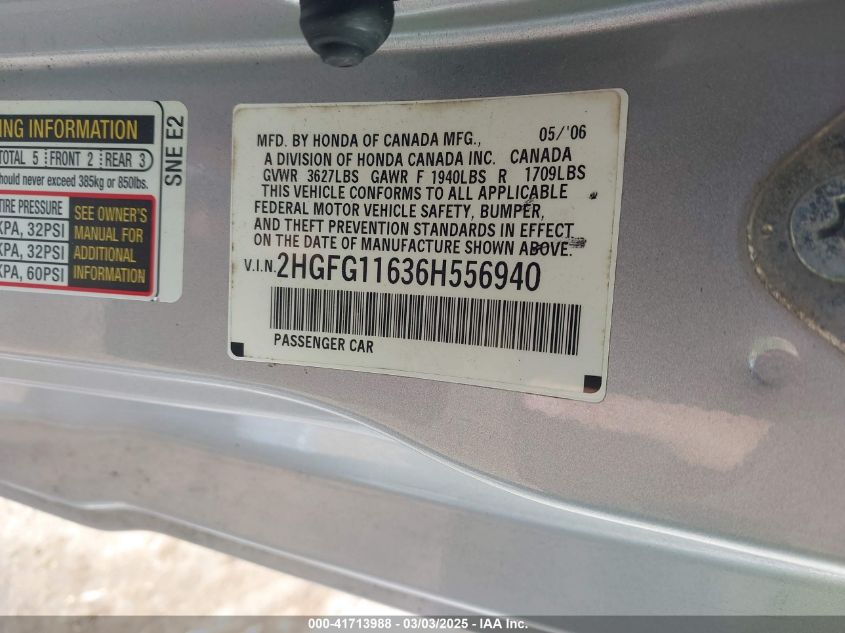 NG INFORMATION
TOTAL 5 FRONT 2 REAR 3
hould never exceed 385kg or 850lbs.
TIRE PRESSURE
KPA, 32PSI
KPA, 32PSI
KPA, 60PSI
SEE OWNER'S
MANUAL FOR
ADDITIONAL
INFORMATION
SNE E2
MFD. BY HONDA OF CANADA MFG., 05/'06
A DIVISION OF HONDA CANADA INC. CANADA
GVWR 3627LBS GAWR F 1940LBS R 1709LBS
THIS VEHICLE CONFORMS TO ALL APPLICABLE
FEDERAL MOTOR VEHICLE SAFETY, BUMPER,
AND THEFT PREVENTION STANDARDS IN EFFECT
ON THE DATE OF MANUFACTURE SHOWN ABOVE.
V.I.N. 2HGFG11636H556940
PASSENGER CAR
000-41713988 - 03/03/2025 - IAAI Inc.